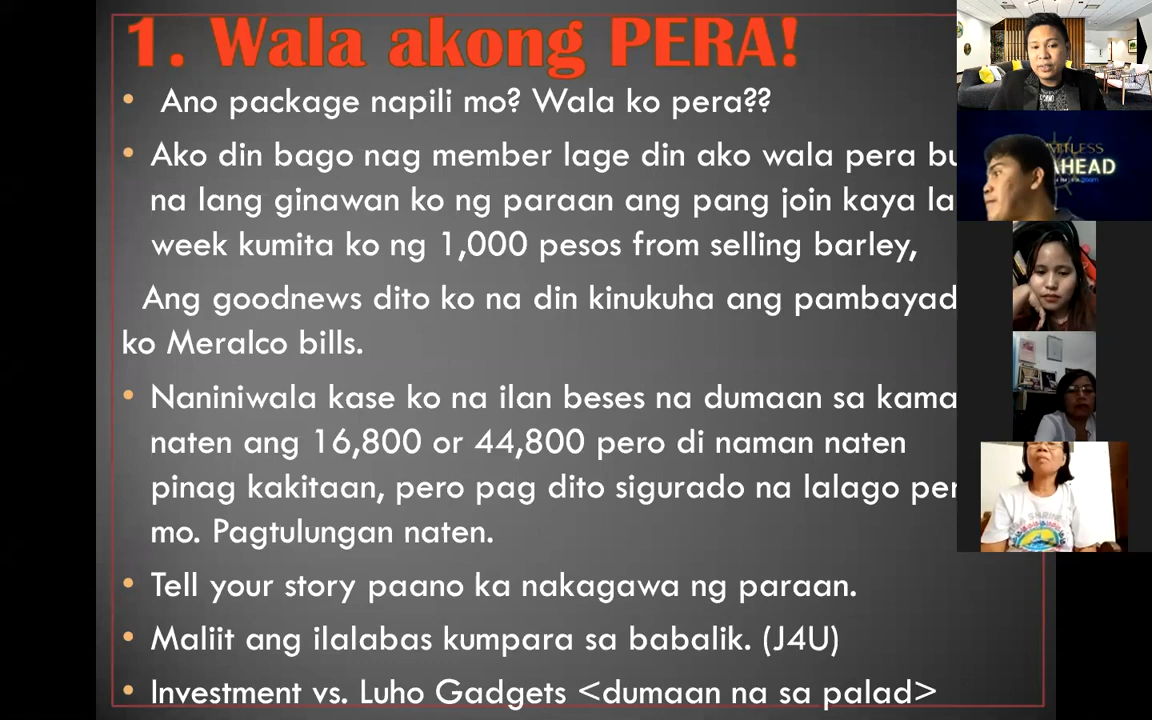 1. Wala akong PERA!
• Ano package napili mo? Wala ko pera??
• Ako din bago nag member lage din ako wala pera
na lang ginawan ko ng paraan ang pang join kaya
week kumita ko ng 1,000 pesos from selling barley,
Ang goodnews dito ko na din kinukuha ang pambayad
ko Meralco bills.
• Naniniwala kase ko na ilan beses na dumaan sa
naten ang 16,800 or 44,800 pero di naman naten
pinag kakitaan, pero pag dito sigurado na lalago
mo. Pagtulungan naten.
• Tell your story paano ka nakagawa ng paraan.
• Maliit ang ilalabas kumpara sa babalik. (J4U)
• Investment vs. Luho Gadgets <dumaan na sa palad>
AHEAD